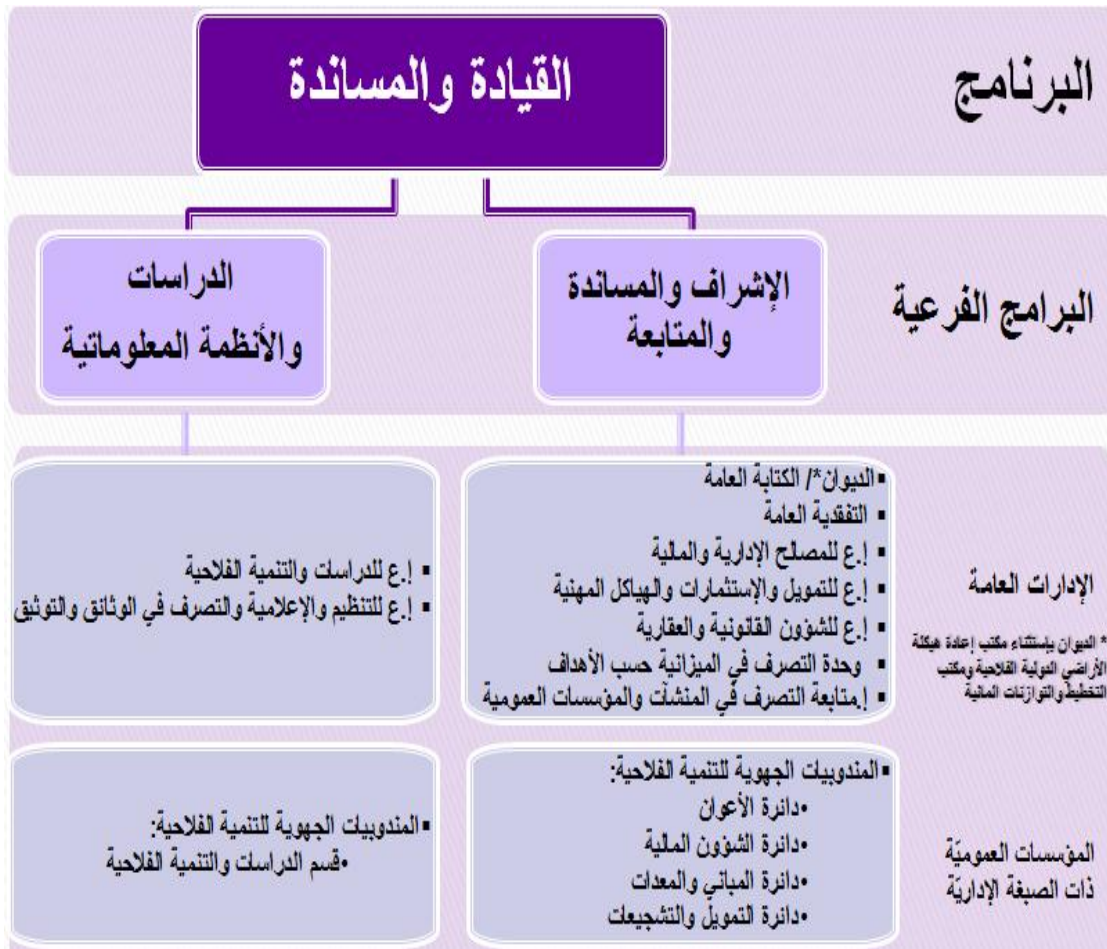 البرنامج
القيادة والمساندة
البرامج الفرعية
الإشراف والمساندة
والمتابعة
الدراسات
والأنظمة المعلوماتية
الإدارات العامة
* الديوان بإستثناء مكتب إعادة هيكلة
الأراضي الدولية الفلاحية ومكتب
التخطيط والتوازنات المالية
▪ الديوان*/ الكتابة العامة
▪ التفقدية العامة
▪ إ.ع للمصالح الإدارية والمالية
▪ إ.ع للتمويل والإستثمارات والهياكل المهنية
▪ إ.ع للشؤون القانونية والعقارية
▪ وحدة التصرف في الميزانية حسب الأهداف
▪ إ.متابعة التصرف في المنشآت والمؤسسات العمومية
▪ إ.ع للدراسات والتنمية الفلاحية
▪ إ.ع للتنظيم والإعلامية والتصرف في الوثائق والتوثيق
المؤسسات العموميّة
ذات الصبغة الإداريّة
▪ المندوبيات الجهوية للتنمية الفلاحية:
•دائرة الأعوان
•دائرة الشؤون المالية
•دائرة المباني والمعدات
•دائرة التمويل والتشجيعات
▪ المندوبيات الجهوية للتنمية الفلاحية:
•قسم الدراسات والتنمية الفلاحية